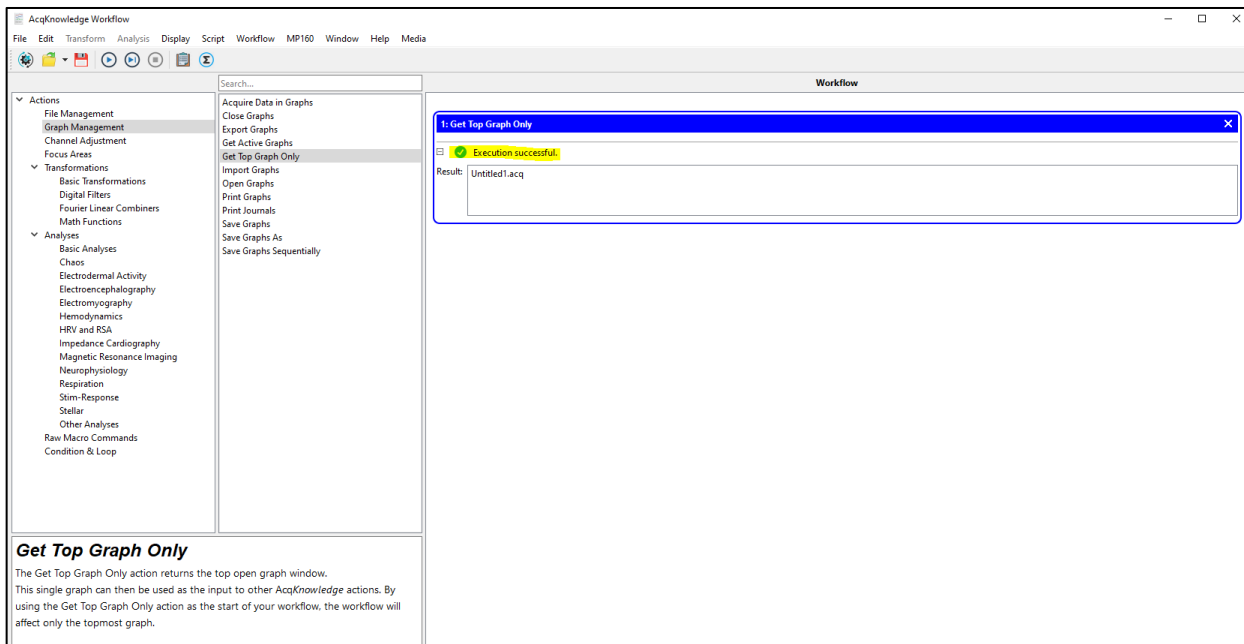 AcqKnowledge Workflow
File Edit Transform Analysis Display Script Workflow MP160 Window Help Media
Search...
Workflow
Actions
File Management
Graph Management
Channel Adjustment
Focus Areas
Transformations
Basic Transformations
Digital Filters
Fourier Linear Combiners
Math Functions
Analyses
Basic Analyses
Chaos
Electrodermal Activity
Electroencephalography
Electromyography
Hemodynamics
HRV and RSA
Impedance Cardiography
Magnetic Resonance Imaging
Neurophysiology
Respiration
Stim-Response
Stellar
Other Analyses
Raw Macro Commands
Condition & Loop
Acquire Data in Graphs
Close Graphs
Export Graphs
Get Active Graphs
Get Top Graph Only
Import Graphs
Open Graphs
Print Graphs
Print Journals
Save Graphs
Save Graphs As
Save Graphs Sequentially
1: Get Top Graph Only
Execution successful.
Result: Untitled1.acq
Get Top Graph Only
The Get Top Graph Only action returns the top open graph window.
This single graph can then be used as the input to other AcqKnowledge actions. By
using the Get Top Graph Only action as the start of your workflow, the workflow will
affect only the topmost graph.